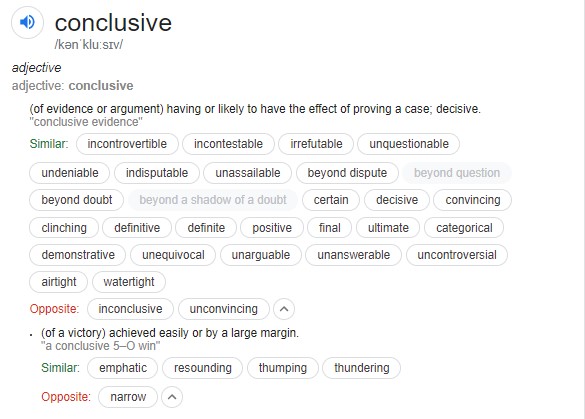 conclusive
/kənˈkluːsɪv/
adjective
adjective: conclusive
(of evidence or argument) having or likely to have the effect of proving a case; decisive.
"conclusive evidence"
Similar: incontrovertible incontestable irrefutable unquestionable
undeniable indisputable unassailable beyond dispute beyond question
beyond doubt beyond a shadow of a doubt certain decisive convincing
clinching definitive definite positive final ultimate categorical
demonstrative unequivocal unarguable unanswerable uncontroversial
airtight watertight
Opposite: inconclusive unconvincing
• (of a victory) achieved easily or by a large margin.
"a conclusive 5–O win"
Similar: emphatic resounding thumping thundering
Opposite: narrow